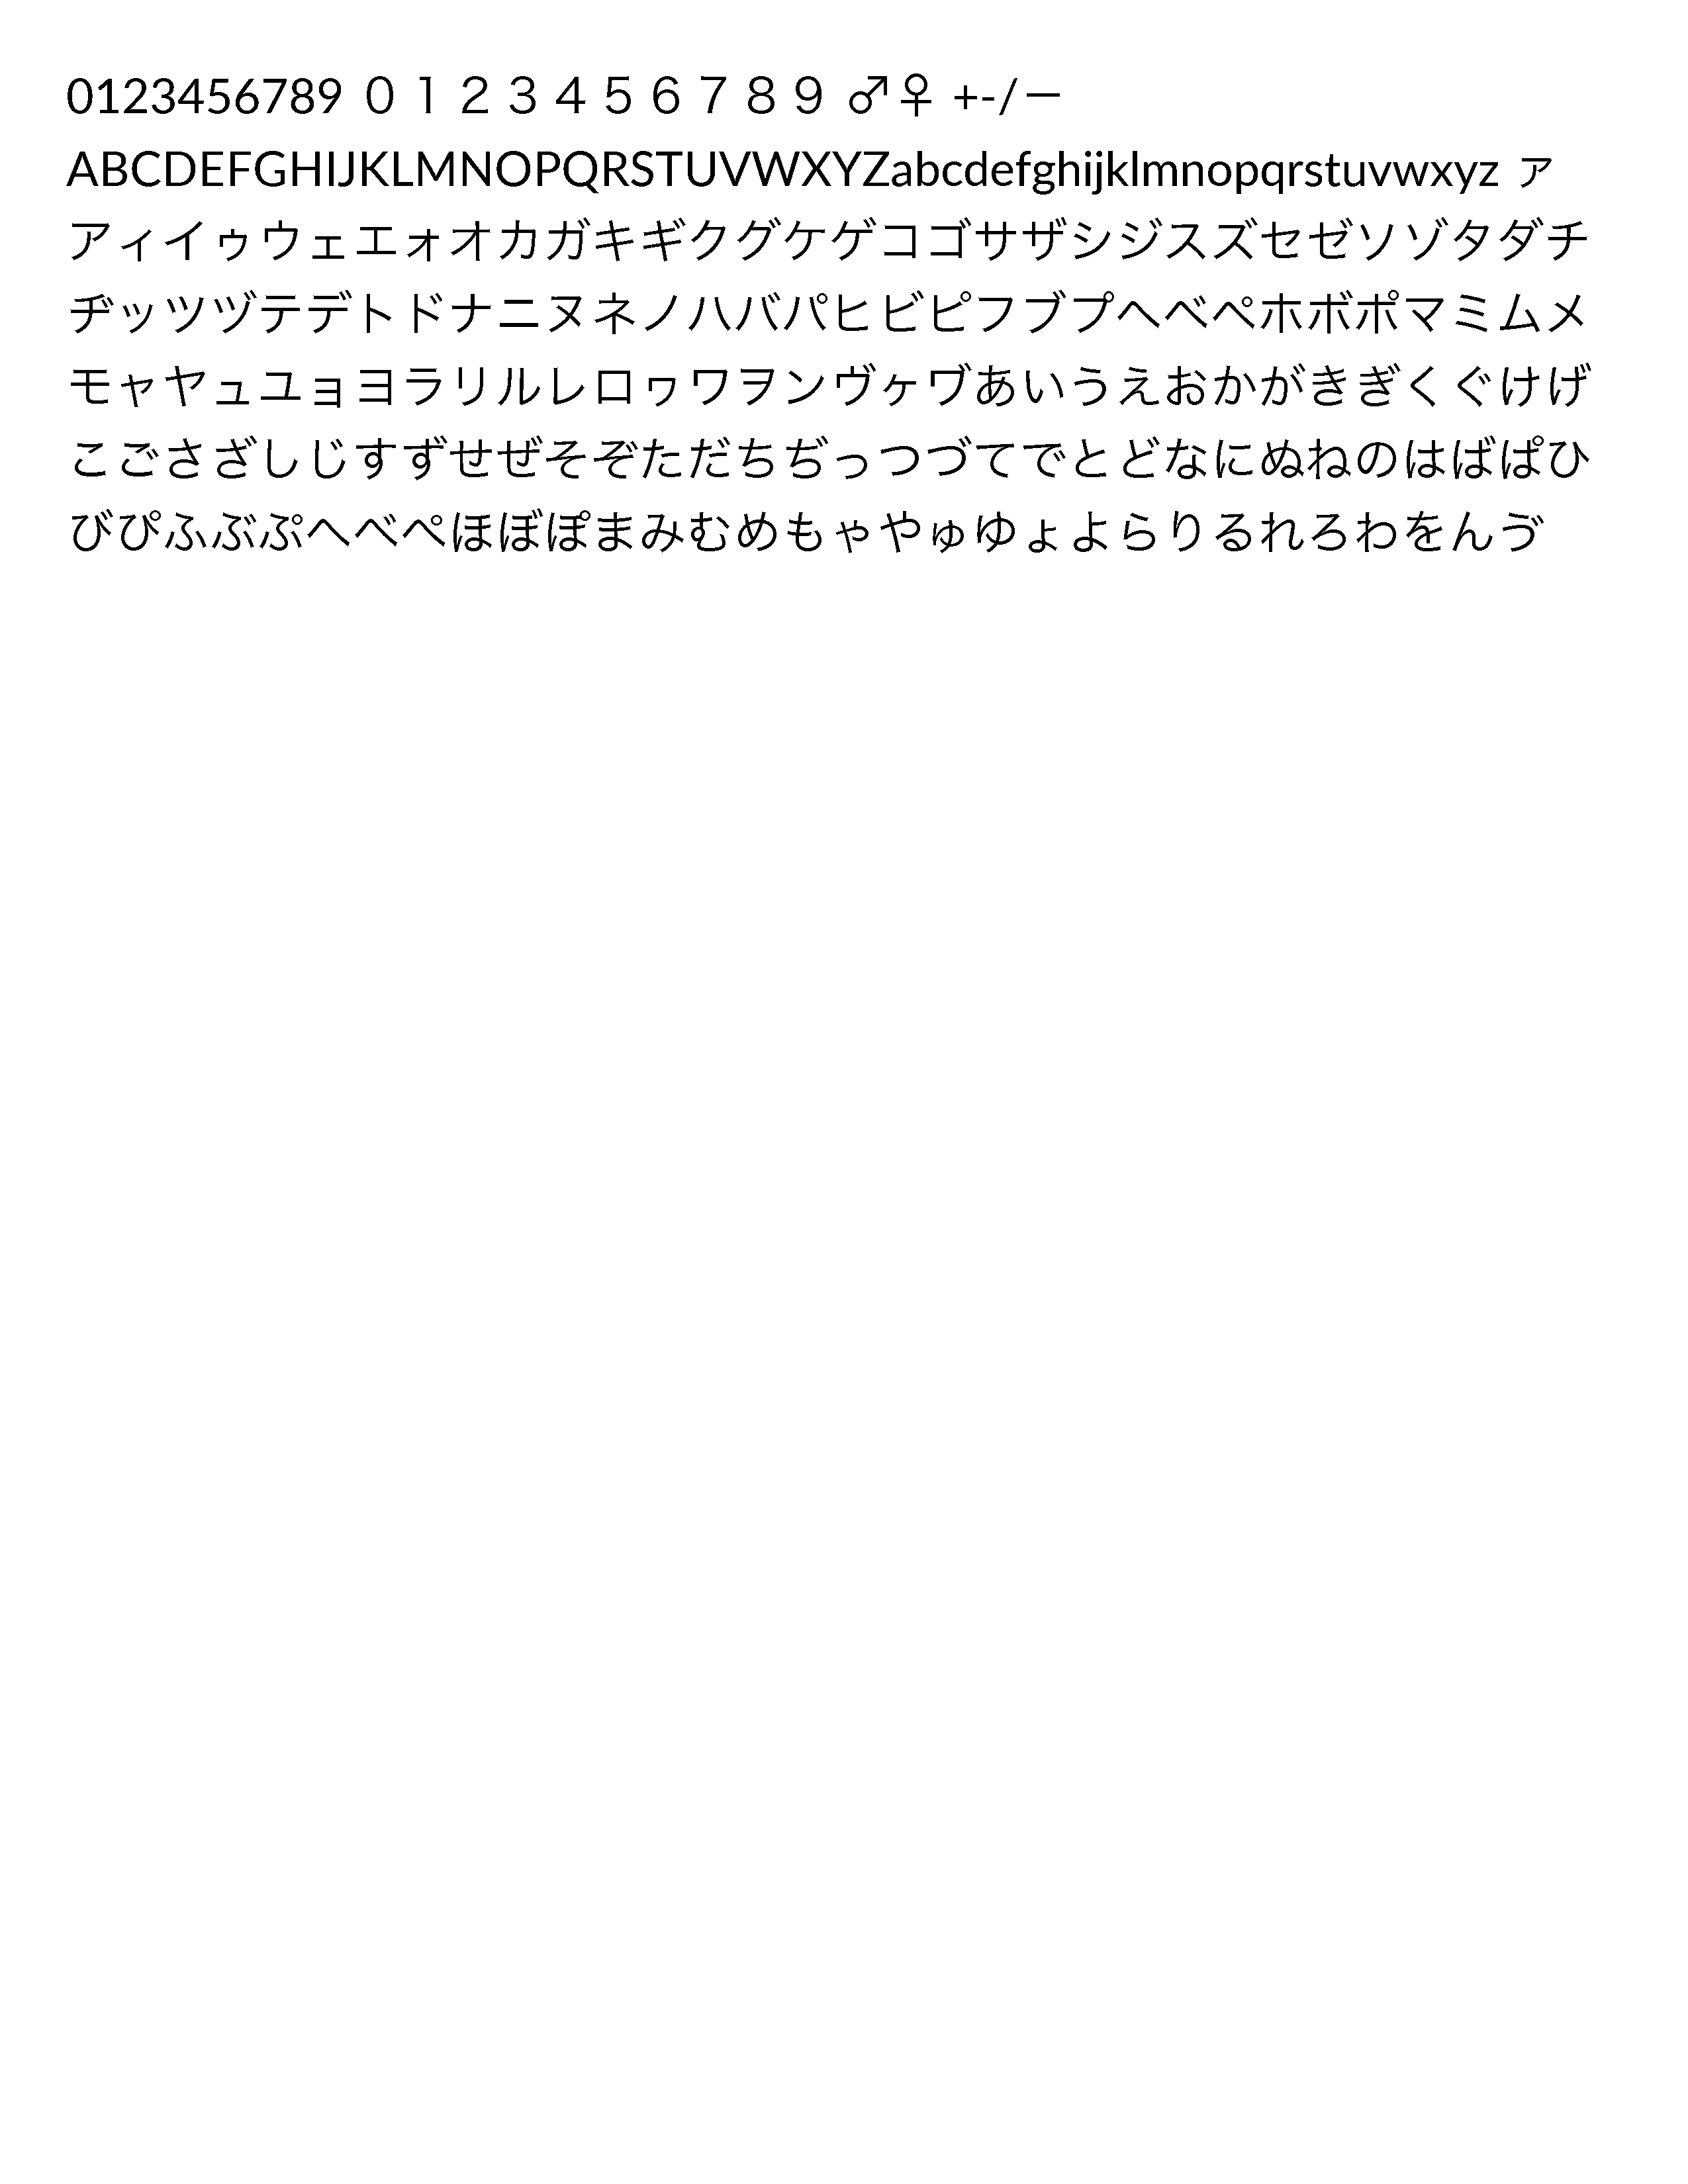 0123456789 ０１２３４５６７８９ ♂♀ +-/ー
ABCDEFGHIJKLMNOPQRSTUVWXYZabcdefghijklmnopqrstuvwxyz ァ
アィイゥウェエォオカガキギクグケゲコゴサザシジスズセゼソゾタダチ
ヂッツヅテデトドナニヌネノハバパヒビピフブプヘベペホボポマミムメ
モャヤュユョヨラリルレロヮワヲンヴヶヷあいうえおかがきぎくぐけげ
こごさざしじすずせぜそぞただちぢっつづてでとどなにぬねのはばぱひ
びぴふぶぷへべぺほぼぽまみむめもゃやゅゆょよらりるれろわをんゔ